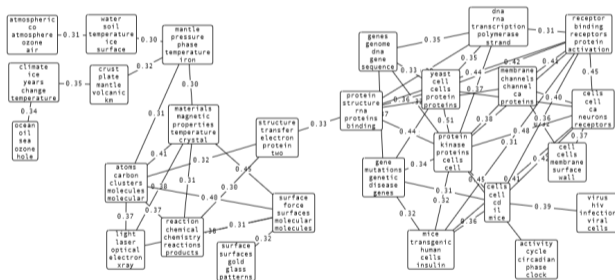 atmospheric
co
atmosphere
ozone
air
0.31
water
soil
temperature
ice
surface
0.30
mantle
pressure
phase
temperature
iron
climate
ice
years
change
temperature
0.35
crust
plate
mantle
volcanic
km
0.32
0.34
ocean
oil
sea
ozone
hole
0.30
0.31
materials
magnetic
properties
temperature
crystal
structure
transfer
electron
protein
two
0.33
0.41
0.32
atoms
carbon
clusters
molecules
molecular
0.31
0.30
0.40
0.37
0.37
light
laser
optical
electron
xray
reaction
chemical
chemistry
reactions
products
0.31
surface
force
surfaces
molecular
molecules
0.32
surface
surfaces
gold
glass
patterns
genes
genome
dna
gene
sequence
0.35
dna
rna
transcription
polymerase
strand
0.31
receptor
binding
receptors
protein
activation
0.33
0.35
0.42
0.44
0.45
yeast
cell
cells
protein
proteins
membrane
channels
channel
ca
proteins
cells
cell
ca
neurons
receptors
protein
structure
rna
proteins
binding
0.37
0.40
0.51
0.38
0.44
0.48
0.37
protein
kinase
proteins
cells
cell
0.31
cell
cells
membrane
surface
wall
gene
mutations
genetic
disease
genes
0.34
0.31
0.41
0.32
0.32
cells
cell
cd
il
mice
0.39
virus
hiv
infection
viral
cells
0.36
mice
transgenic
human
cells
insulin
activity
cycle
circadian
phase
clock